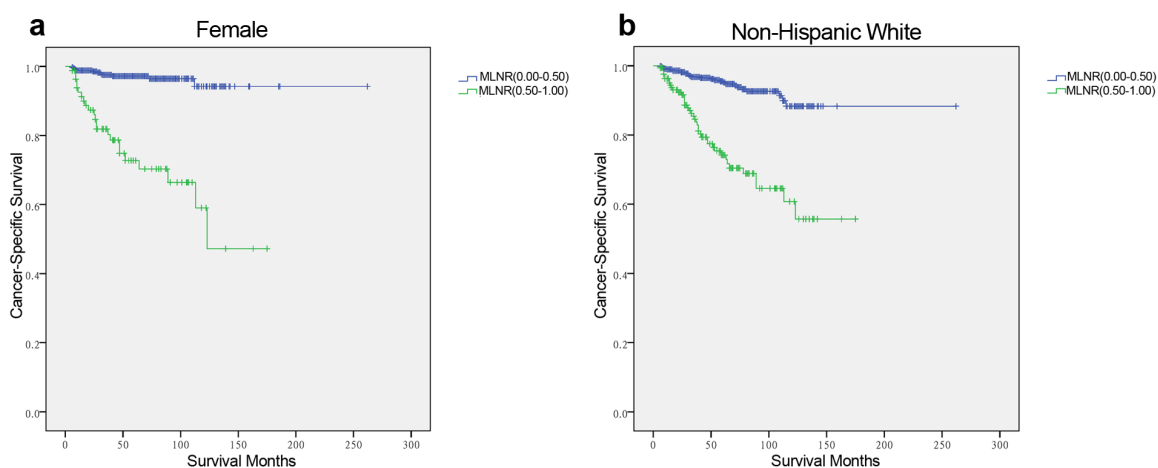 a
Female
1.0
0.8
0.6
0.4
0.2
0.0
Cancer-Specific Survival
0 50 100 150 200 250 300
Survival Months
MLNR(0.00-0.50)
MLNR(0.50-1.00)
b
Non-Hispanic White
1.0
0.8
0.6
0.4
0.2
0.0
Cancer-Specific Survival
0 50 100 150 200 250 300
Survival Months
MLNR(0.00-0.50)
MLNR(0.50-1.00)